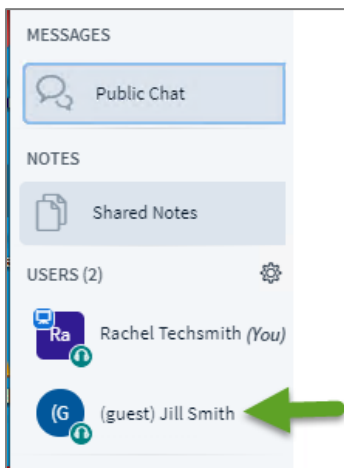 MESSAGES
Public Chat
NOTES
Shared Notes
USERS (2)
Ra Rachel Techsmith (You)
(G (guest) Jill Smith